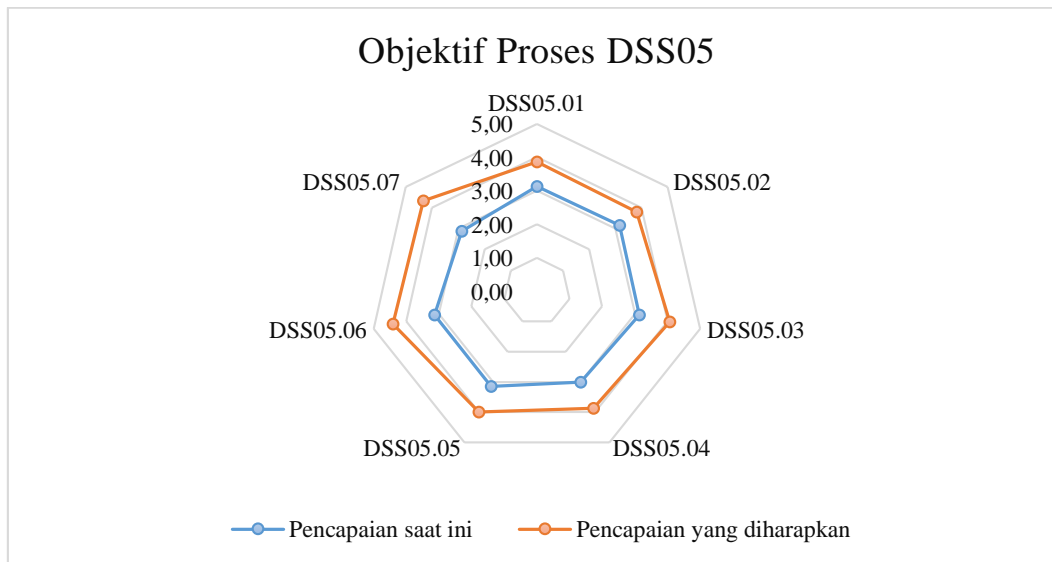 Objektif Proses DSS05
DSS05.01
5,00
4,00
3,00
2,00
1,00
0,00
DSS05.02
DSS05.03
DSS05.04
DSS05.05
DSS05.06
DSS05.07
Pencapaian saat ini
Pencapaian yang diharapkan